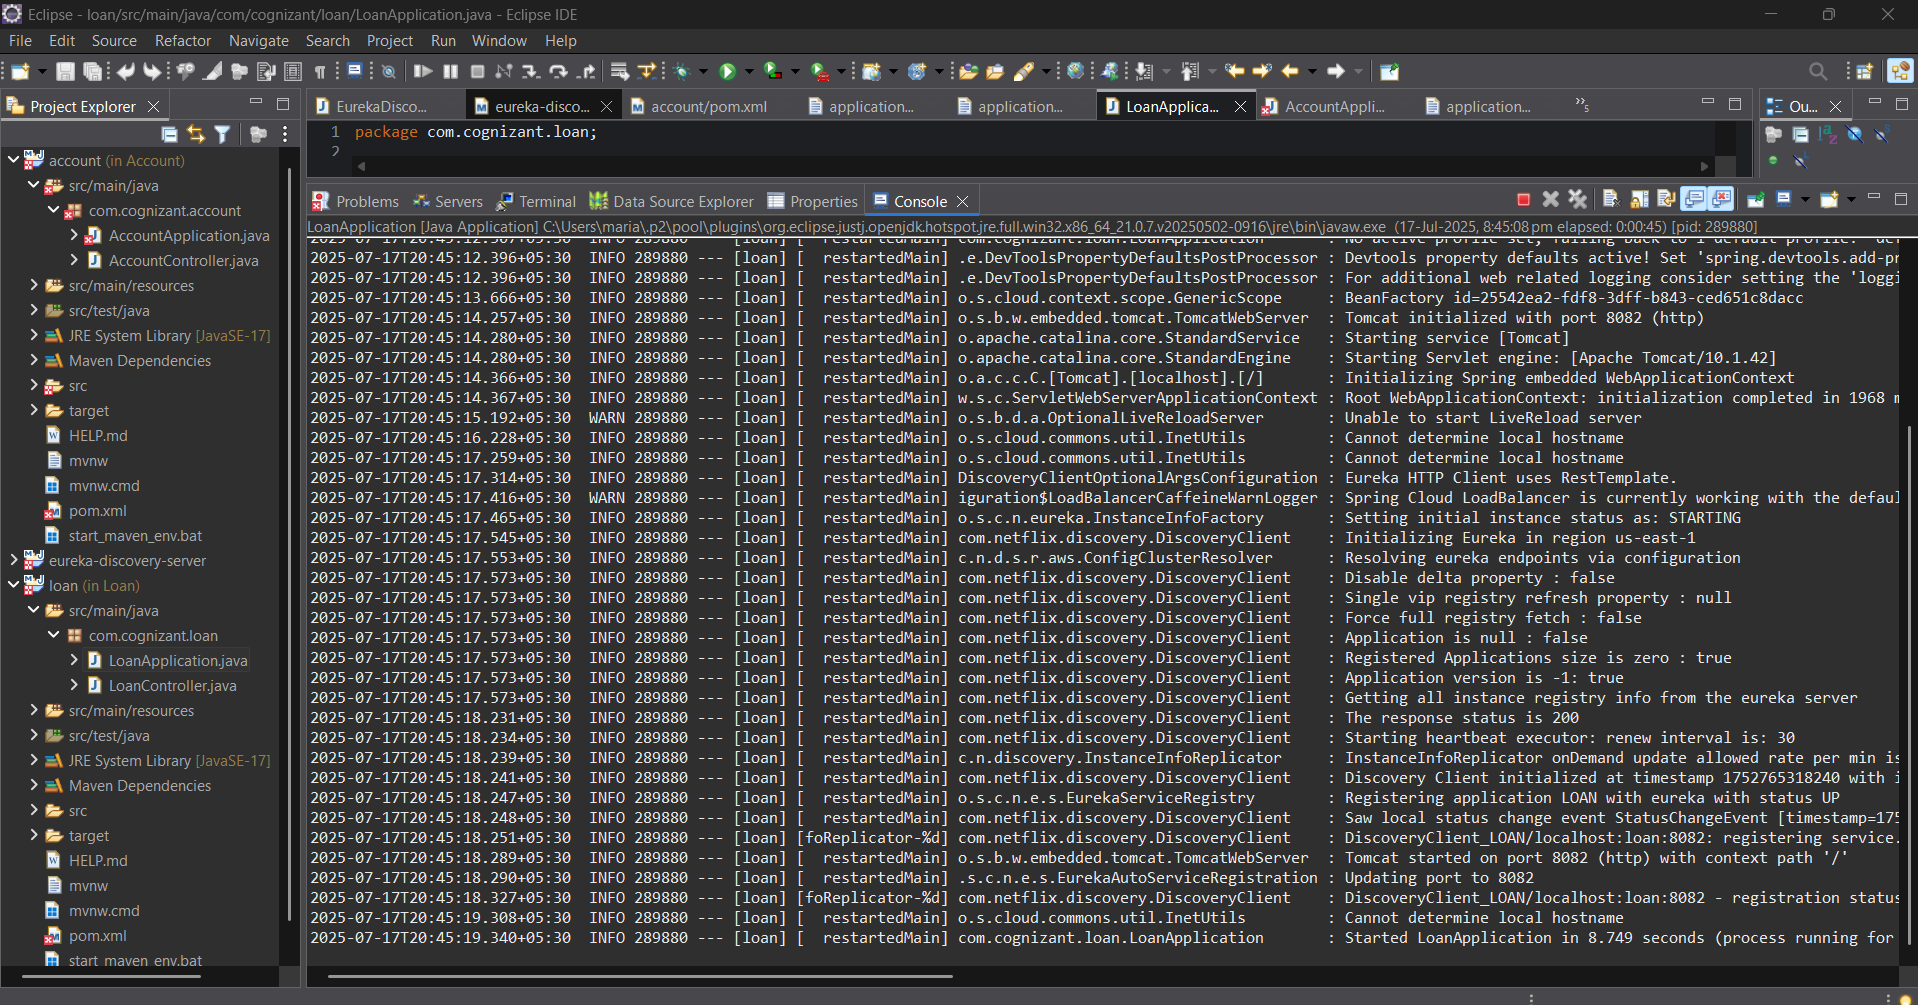 Eclipse - loan/src/main/java/com/cognizant/loan/LoanApplication.java - Eclipse IDE
File Edit Source Refactor Navigate Search Project Run Window Help
Project Explorer
EurekaDisco... eureka-disco... account/pom.xml application... application... LoanApplica... AccountAppli... application... »5
Ou...
1 package com.cognizant.loan;
2
account (in Account)
src/main/java
com.cognizant.account
AccountApplication.java
AccountController.java
src/main/resources
src/test/java
JRE System Library [JavaSE-17]
Maven Dependencies
src
target
HELP.md
mvnw
mvnw.cmd
pom.xml
start_maven_env.bat
eureka-discovery-server
loan (in Loan)
src/main/java
com.cognizant.loan
LoanApplication.java
LoanController.java
src/main/resources
src/test/java
JRE System Library [JavaSE-17]
Maven Dependencies
src
target
HELP.md
mvnw
mvnw.cmd
pom.xml
start_maven_env.bat
Problems Servers Terminal Data Source Explorer Properties Console
LoanApplication [Java Application] C:\Users\maria\.p2\pool\plugins\org.eclipse.justj.openjdk.hotspot.jre.full.win32.x86_64_21.0.7.v20250502-0916\jre\bin\javaw.exe (17-Jul-2025, 8:45:08 pm elapsed: 0:00:45) [pid: 289880]
2025-07-17T20:45:12.396+05:30 INFO 289880 --- [loan] [ restartedMain] .e.DevToolsPropertyDefaultsPostProcessor : Devtools property defaults active! Set 'spring.devtools.add-pr
2025-07-17T20:45:12.396+05:30 INFO 289880 --- [loan] [ restartedMain] .e.DevToolsPropertyDefaultsPostProcessor : For additional web related logging consider setting the 'loggi
2025-07-17T20:45:13.666+05:30 INFO 289880 --- [loan] [ restartedMain] o.s.cloud.context.scope.GenericScope : BeanFactory id=25542ea2-fdf8-3dff-b843-ced651c8dacc
2025-07-17T20:45:14.257+05:30 INFO 289880 --- [loan] [ restartedMain] o.s.b.w.embedded.tomcat.TomcatWebServer : Tomcat initialized with port 8082 (http)
2025-07-17T20:45:14.280+05:30 INFO 289880 --- [loan] [ restartedMain] o.apache.catalina.core.StandardService : Starting service [Tomcat]
2025-07-17T20:45:14.280+05:30 INFO 289880 --- [loan] [ restartedMain] o.apache.catalina.core.StandardEngine : Starting Servlet engine: [Apache Tomcat/10.1.42]
2025-07-17T20:45:14.366+05:30 INFO 289880 --- [loan] [ restartedMain] o.a.c.c.C.[Tomcat].[localhost].[/] : Initializing Spring embedded WebApplicationContext
2025-07-17T20:45:14.367+05:30 INFO 289880 --- [loan] [ restartedMain] w.s.c.ServletWebServerApplicationContext : Root WebApplicationContext: initialization completed in 1968 m
2025-07-17T20:45:15.192+05:30 WARN 289880 --- [loan] [ restartedMain] o.s.b.d.a.OptionalLiveReloadServer : Unable to start LiveReload server
2025-07-17T20:45:16.228+05:30 INFO 289880 --- [loan] [ restartedMain] o.s.cloud.commons.util.InetUtils : Cannot determine local hostname
2025-07-17T20:45:17.259+05:30 INFO 289880 --- [loan] [ restartedMain] o.s.cloud.commons.util.InetUtils : Cannot determine local hostname
2025-07-17T20:45:17.314+05:30 INFO 289880 --- [loan] [ restartedMain] DiscoveryClientOptionalArgsConfiguration : Eureka HTTP Client uses RestTemplate.
2025-07-17T20:45:17.416+05:30 WARN 289880 --- [loan] [ restartedMain] iguration$LoadBalancerCaffeineWarnLogger : Spring Cloud LoadBalancer is currently working with the defaul
2025-07-17T20:45:17.465+05:30 INFO 289880 --- [loan] [ restartedMain] o.s.c.n.eureka.InstanceInfoFactory : Setting initial instance status as: STARTING
2025-07-17T20:45:17.545+05:30 INFO 289880 --- [loan] [ restartedMain] com.netflix.discovery.DiscoveryClient : Initializing Eureka in region us-east-1
2025-07-17T20:45:17.553+05:30 INFO 289880 --- [loan] [ restartedMain] c.n.d.s.r.aws.ConfigClusterResolver : Resolving eureka endpoints via configuration
2025-07-17T20:45:17.573+05:30 INFO 289880 --- [loan] [ restartedMain] com.netflix.discovery.DiscoveryClient : Disable delta property : false
2025-07-17T20:45:17.573+05:30 INFO 289880 --- [loan] [ restartedMain] com.netflix.discovery.DiscoveryClient : Single vip registry refresh property : null
2025-07-17T20:45:17.573+05:30 INFO 289880 --- [loan] [ restartedMain] com.netflix.discovery.DiscoveryClient : Force full registry fetch : false
2025-07-17T20:45:17.573+05:30 INFO 289880 --- [loan] [ restartedMain] com.netflix.discovery.DiscoveryClient : Application is null : false
2025-07-17T20:45:17.573+05:30 INFO 289880 --- [loan] [ restartedMain] com.netflix.discovery.DiscoveryClient : Registered Applications size is zero : true
2025-07-17T20:45:17.573+05:30 INFO 289880 --- [loan] [ restartedMain] com.netflix.discovery.DiscoveryClient : Application version is -1: true
2025-07-17T20:45:17.573+05:30 INFO 289880 --- [loan] [ restartedMain] com.netflix.discovery.DiscoveryClient : Getting all instance registry info from the eureka server
2025-07-17T20:45:18.231+05:30 INFO 289880 --- [loan] [ restartedMain] com.netflix.discovery.DiscoveryClient : The response status is 200
2025-07-17T20:45:18.234+05:30 INFO 289880 --- [loan] [ restartedMain] com.netflix.discovery.DiscoveryClient : Starting heartbeat executor: renew interval is: 30
2025-07-17T20:45:18.239+05:30 INFO 289880 --- [loan] [ restartedMain] c.n.discovery.InstanceInfoReplicator : InstanceInfoReplicator onDemand update allowed rate per min is
2025-07-17T20:45:18.241+05:30 INFO 289880 --- [loan] [ restartedMain] com.netflix.discovery.DiscoveryClient : Discovery Client initialized at timestamp 1752765318240 with i
2025-07-17T20:45:18.247+05:30 INFO 289880 --- [loan] [ restartedMain] o.s.c.n.e.s.EurekaServiceRegistry : Registering application LOAN with eureka with status UP
2025-07-17T20:45:18.248+05:30 INFO 289880 --- [loan] [ restartedMain] com.netflix.discovery.DiscoveryClient : Saw local status change event StatusChangeEvent [timestamp=175
2025-07-17T20:45:18.251+05:30 INFO 289880 --- [loan] [foReplicator-%d] com.netflix.discovery.DiscoveryClient : DiscoveryClient_LOAN/localhost:loan:8082: registering service.
2025-07-17T20:45:18.289+05:30 INFO 289880 --- [loan] [ restartedMain] o.s.b.w.embedded.tomcat.TomcatWebServer : Tomcat started on port 8082 (http) with context path '/'
2025-07-17T20:45:18.290+05:30 INFO 289880 --- [loan] [ restartedMain] .s.c.n.e.s.EurekaAutoServiceRegistration : Updating port to 8082
2025-07-17T20:45:18.327+05:30 INFO 289880 --- [loan] [foReplicator-%d] com.netflix.discovery.DiscoveryClient : DiscoveryClient_LOAN/localhost:loan:8082 - registration status
2025-07-17T20:45:19.308+05:30 INFO 289880 --- [loan] [ restartedMain] o.s.cloud.commons.util.InetUtils : Cannot determine local hostname
2025-07-17T20:45:19.340+05:30 INFO 289880 --- [loan] [ restartedMain] com.cognizant.loan.LoanApplication : Started LoanApplication in 8.749 seconds (process running for